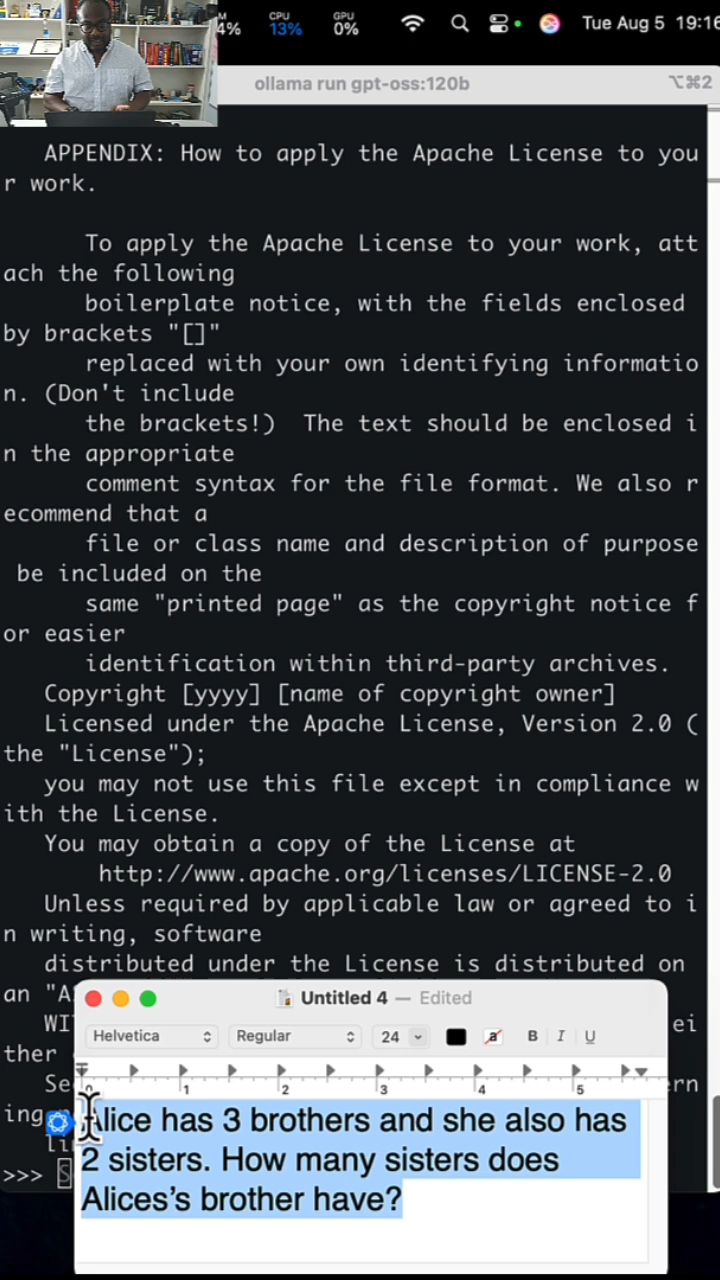 M CPU GPU
4% 13% 0% Tue Aug 5 19:16
ollama run gpt-oss:120b ⌥⌘2
APPENDIX: How to apply the Apache License to you
r work.
To apply the Apache License to your work, att
ach the following
boilerplate notice, with the fields enclosed
by brackets "[]"
replaced with your own identifying informatio
n. (Don't include
the brackets!)  The text should be enclosed i
n the appropriate
comment syntax for the file format. We also r
ecommend that a
file or class name and description of purpose
be included on the
same "printed page" as the copyright notice f
or easier
identification within third-party archives.
Copyright [yyyy] [name of copyright owner]
Licensed under the Apache License, Version 2.0 (
the "License");
you may not use this file except in compliance w
ith the License.
You may obtain a copy of the License at
http://www.apache.org/licenses/LICENSE-2.0
Unless required by applicable law or agreed to i
n writing, software
distributed under the License is distributed on
an "A
Untitled 4 — Edited
WI ei
ther
Helvetica Regular 24 a B I U
Se ern
0 1 2 3 4 5
ing
Alice has 3 brothers and she also has
2 sisters. How many sisters does
Alices’s brother have?
>>> S